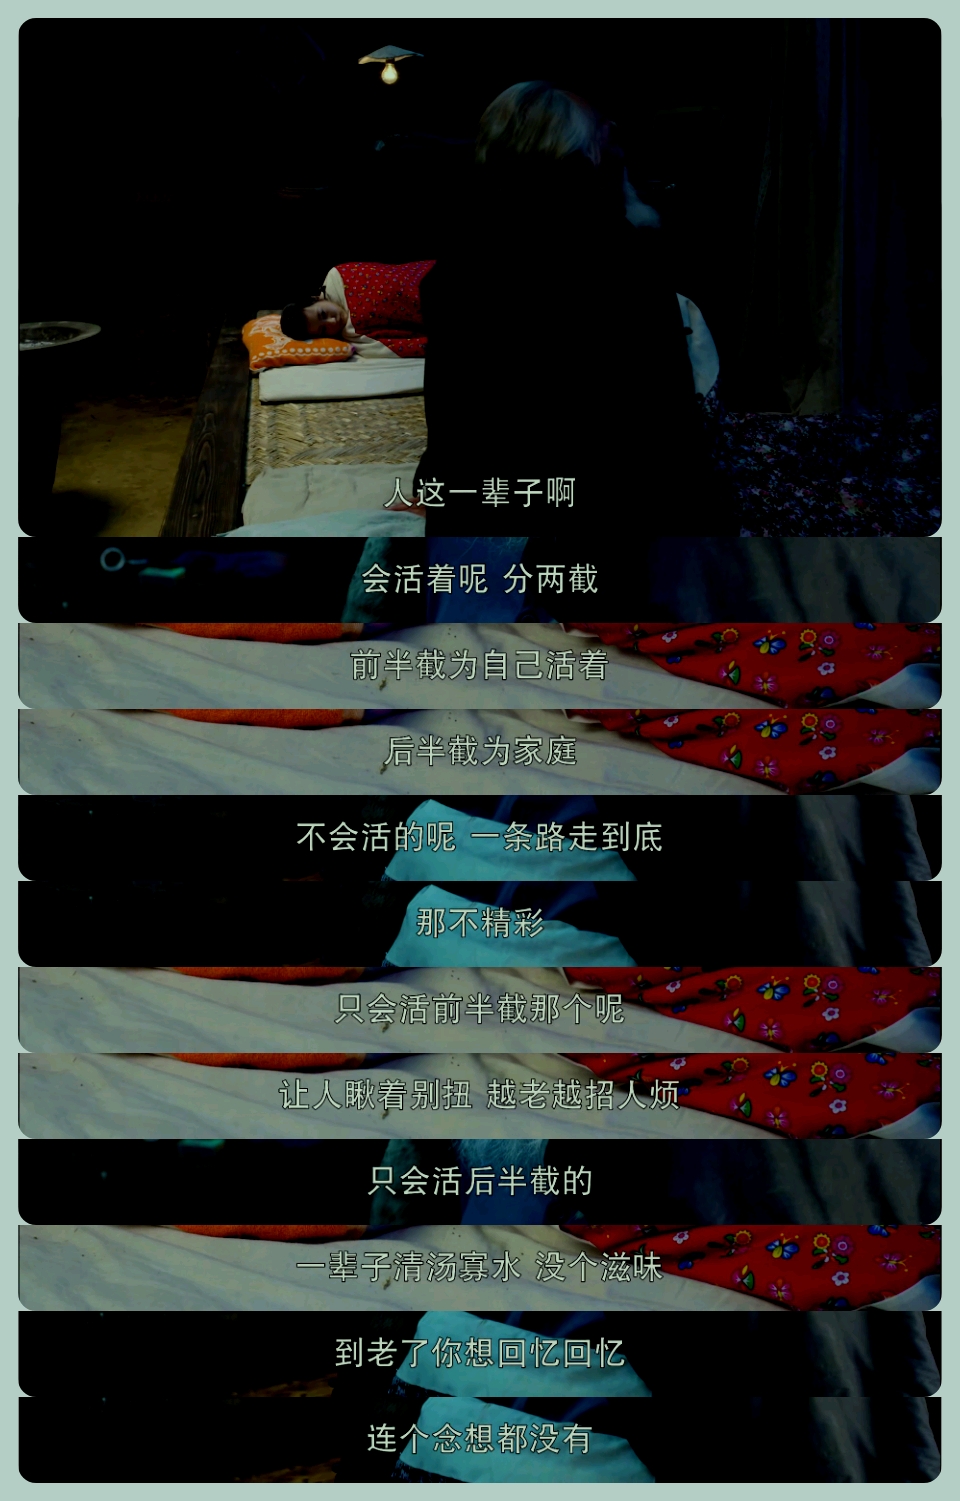 人这一辈子啊
会活着呢 分两截
前半截为自己活着
后半截为家庭
不会活的呢 一条路走到底
那不精彩
只会活前半截那个呢
让人瞅着别扭 越老越招人烦
只会活后半截的
一辈子清汤寡水 没个滋味
到老了你想回忆回忆
连个念想都没有